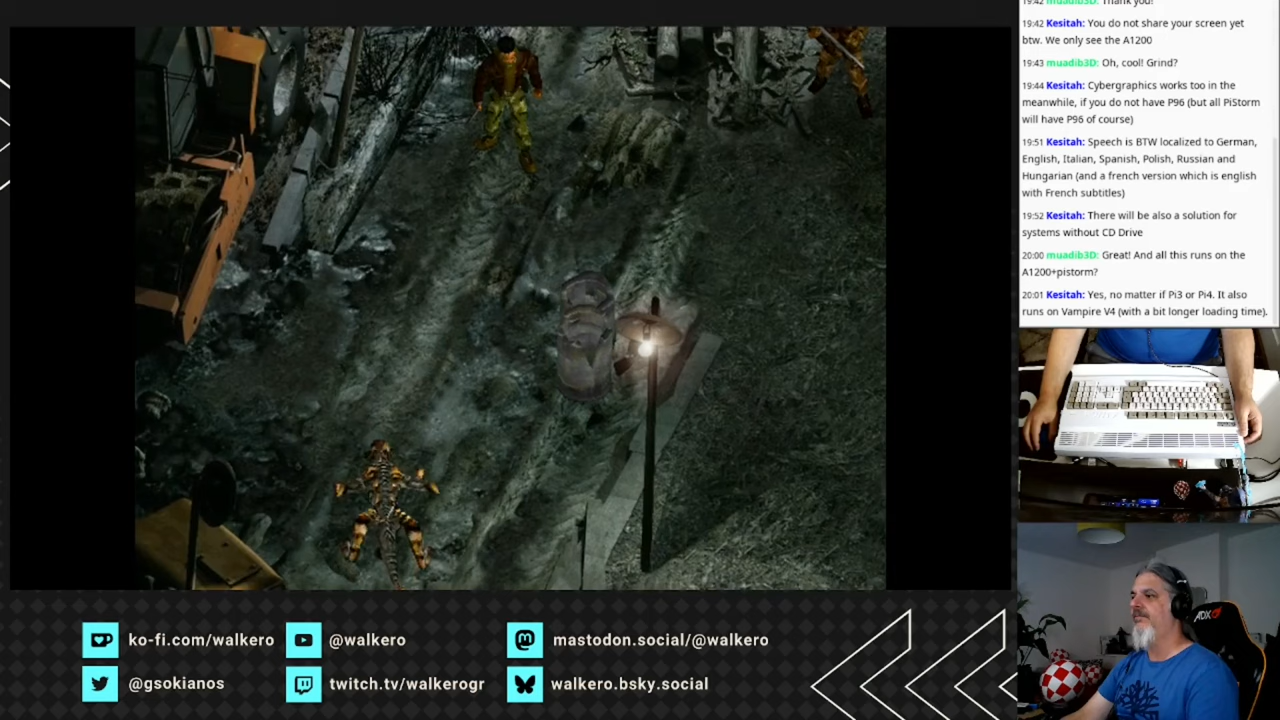 19:42 muadib3D: Thank you!
19:42 Kesitah: You do not share your screen yet
btw. We only see the A1200
19:43 muadib3D: Oh, cool! Grind?
19:44 Kesitah: Cybergraphics works too in the
meanwhile, if you do not have P96 (but all PiStorm
will have P96 of course)
19:51 Kesitah: Speech is BTW localized to German,
English, Italian, Spanish, Polish, Russian and
Hungarian (and a french version which is english
with French subtitles)
19:52 Kesitah: There will be also a solution for
systems without CD Drive
20:00 muadib3D: Great! And all this runs on the
A1200+pistorm?
20:01 Kesitah: Yes, no matter if Pi3 or Pi4. It also
runs on Vampire V4 (with a bit longer loading time).
ADX
ko-fi.com/walkero
@walkero
mastodon.social/@walkero
@gsokianos
twitch.tv/walkerogr
walkero.bsky.social